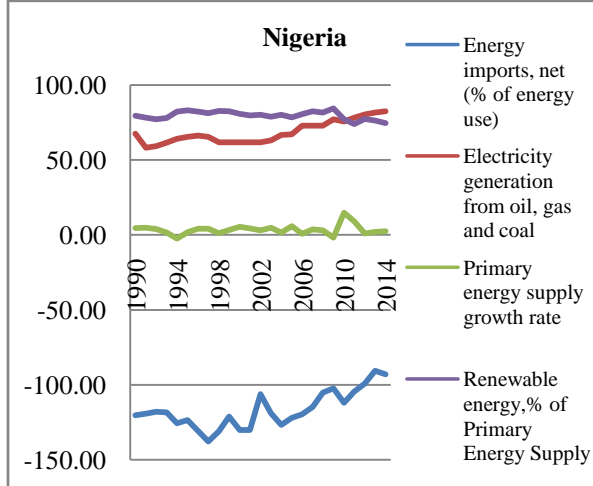 Nigeria
100.00
50.00
0.00
-50.00
-100.00
-150.00
1990
1994
1998
2002
2006
2010
2014
Energy
imports, net
(% of energy
use)
Electricity
generation
from oil, gas
and coal
Primary
energy supply
growth rate
Renewable
energy,% of
Primary
Energy Supply